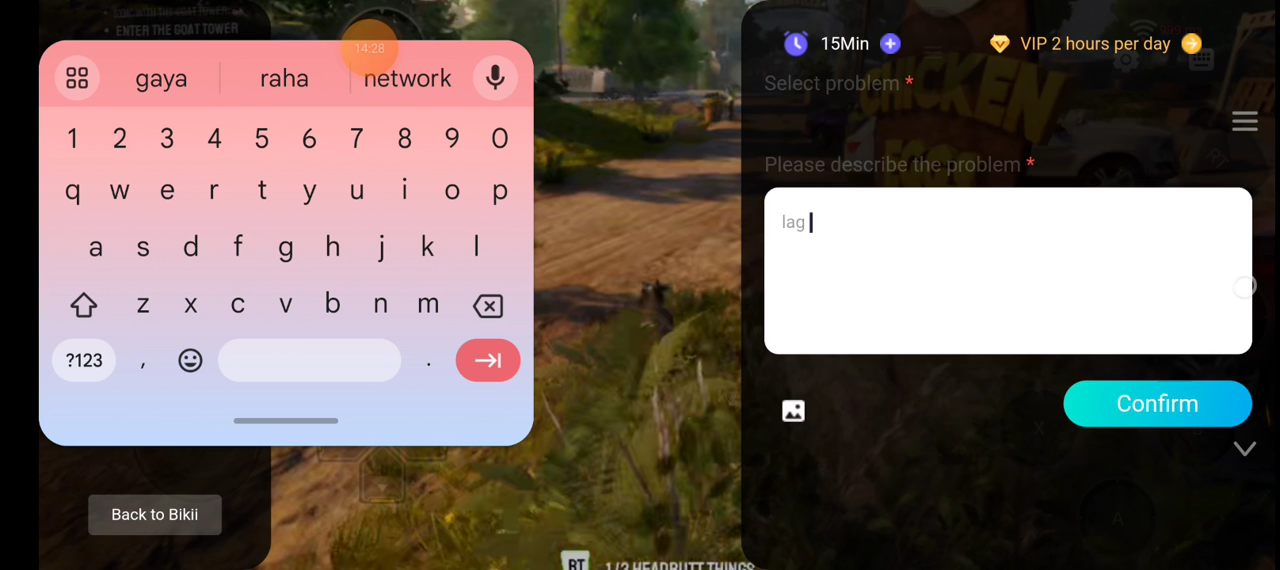 ENTER THE GOAT TOWER
14:28
gaya raha network
1 2 3 4 5 6 7 8 9 0
q w e r t y u i o p
a s d f g h j k l
z x c v b n m
?123 , .
Back to Bikii
15Min
VIP 2 hours per day
Select problem *
CHICKEN
Please describe the problem *
lag
Confirm
X
A
RT 1/3 HEADBUTT THINGS